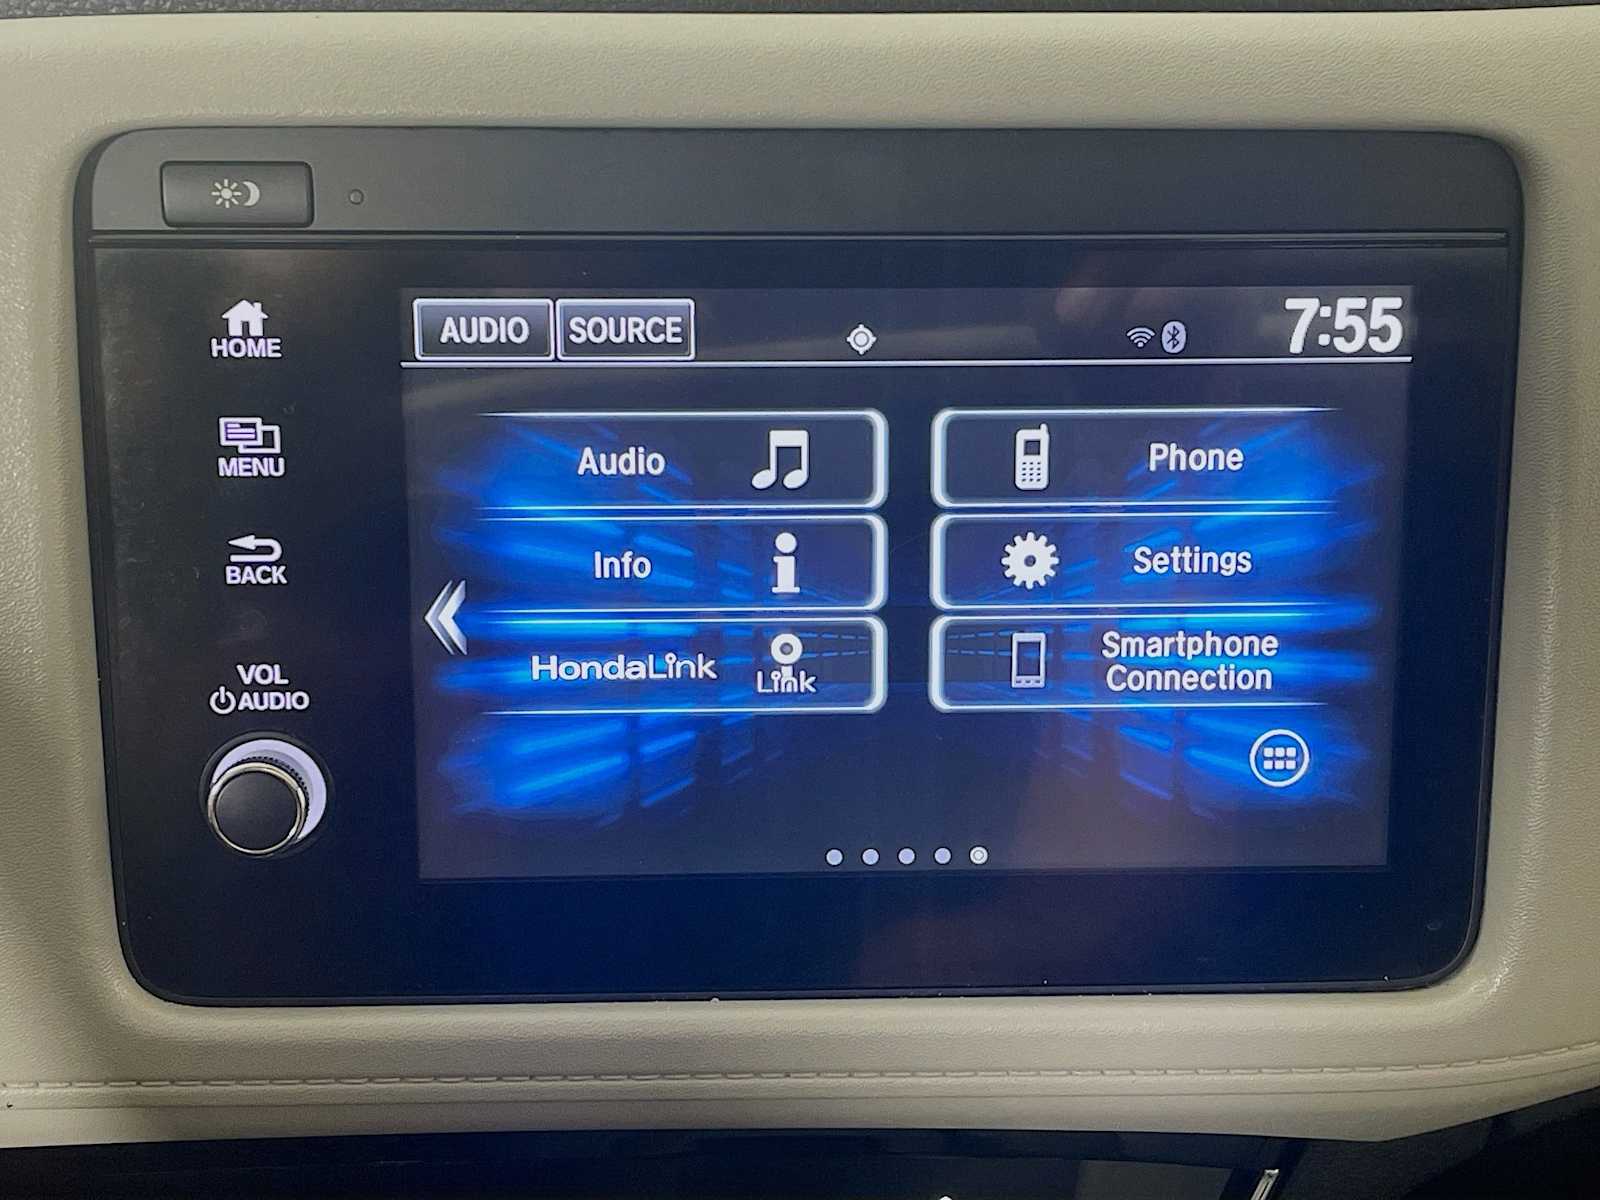 HOME
MENU
BACK
VOL
AUDIO
AUDIO SOURCE
7:55
Audio
Phone
Info
Settings
HondaLink
Link
Smartphone
Connection